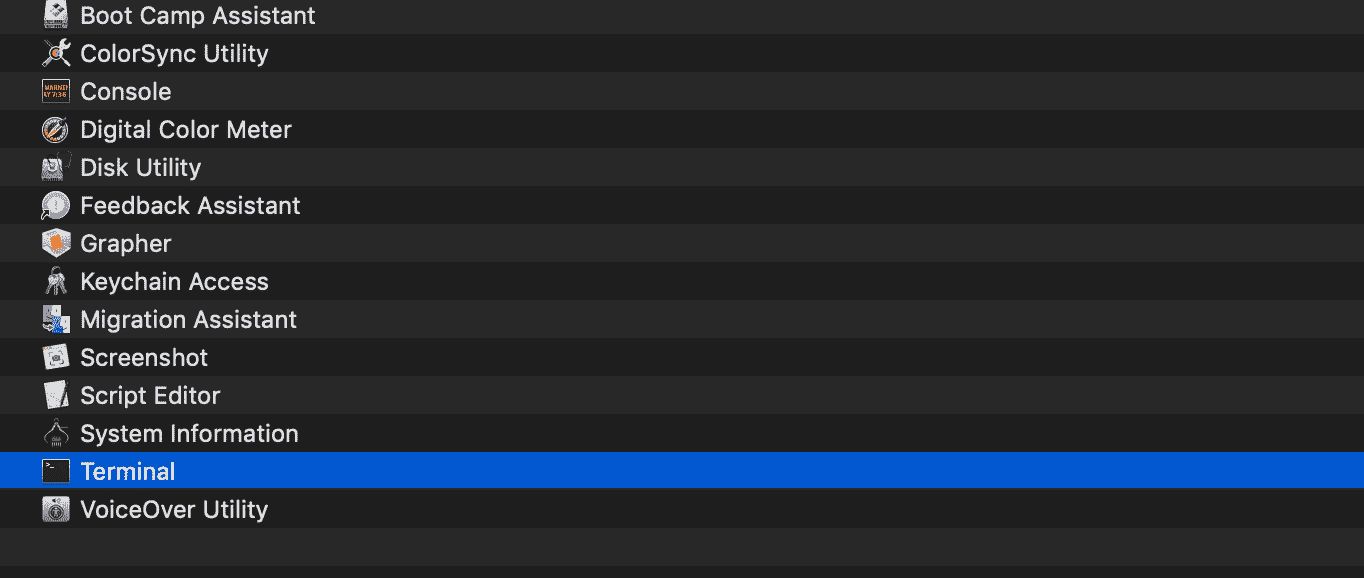 Boot Camp Assistant
ColorSync Utility
Console
Digital Color Meter
Disk Utility
Feedback Assistant
Grapher
Keychain Access
Migration Assistant
Screenshot
Script Editor
System Information
Terminal
VoiceOver Utility